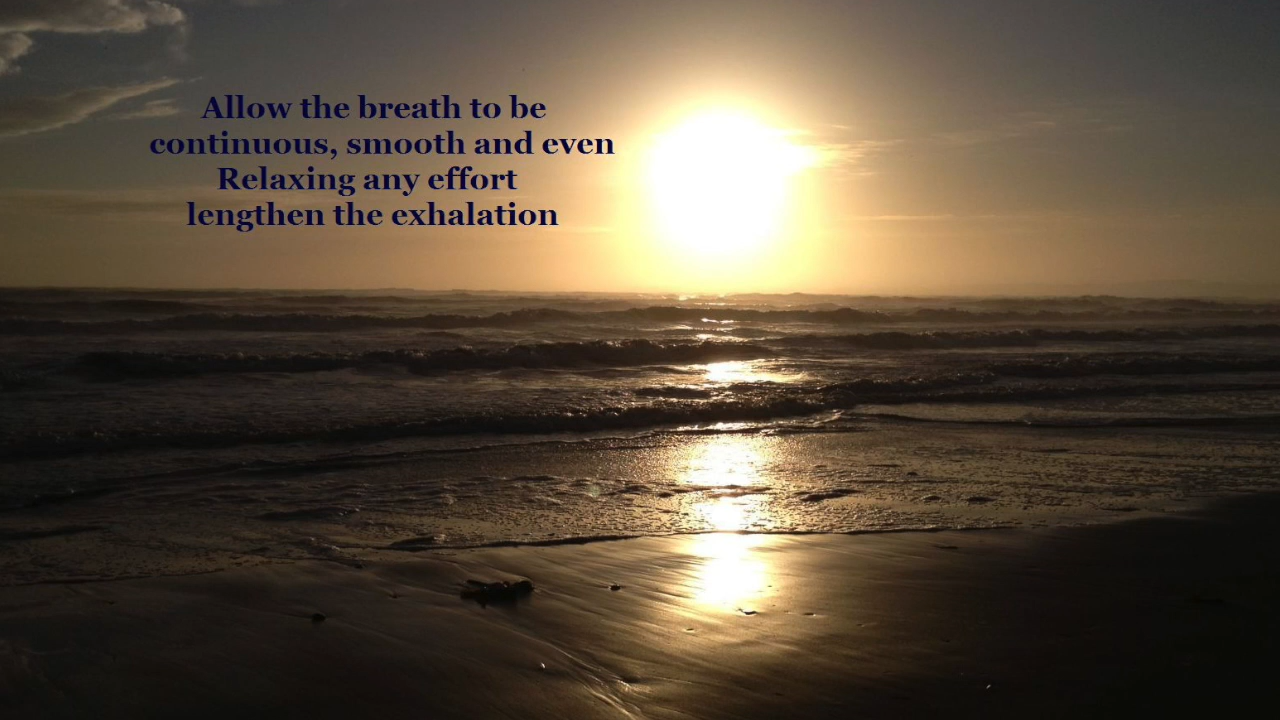 Allow the breath to be
continuous, smooth and even
Relaxing any effort
lengthen the exhalation